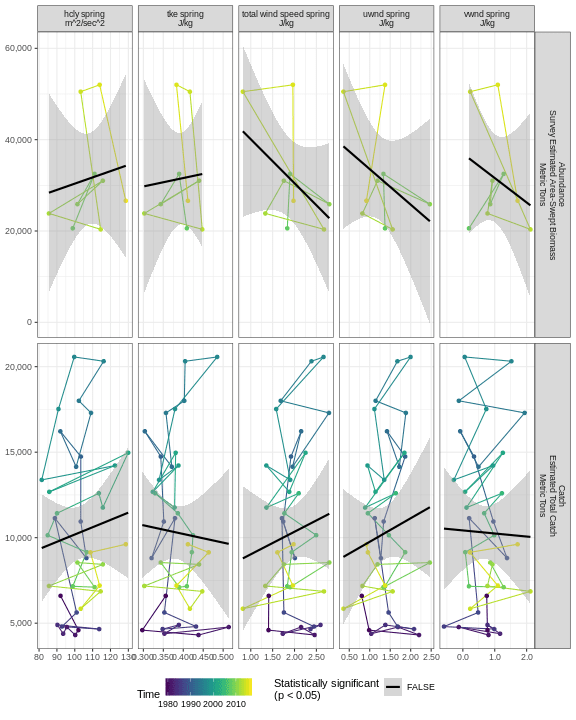 hdly spring
m^2/sec^2
tke spring
J/kg
total wind speed spring
J/kg
uwnd spring
J/kg
vwnd spring
J/kg
60,000
40,000
20,000
0
Abundance
Survey Estimated Area-Swept Biomass
Metric Tons
20,000
15,000
10,000
5,000
Catch
Estimated Total Catch
Metric Tons
80 90 100 110 120 130
0.300 0.350 0.400 0.450 0.500
1.00 1.50 2.00 2.50
0.50 1.00 1.50 2.00 2.50
0.0 1.0 2.0
Time
1980 1990 2000 2010
Statistically significant
(p < 0.05)
FALSE